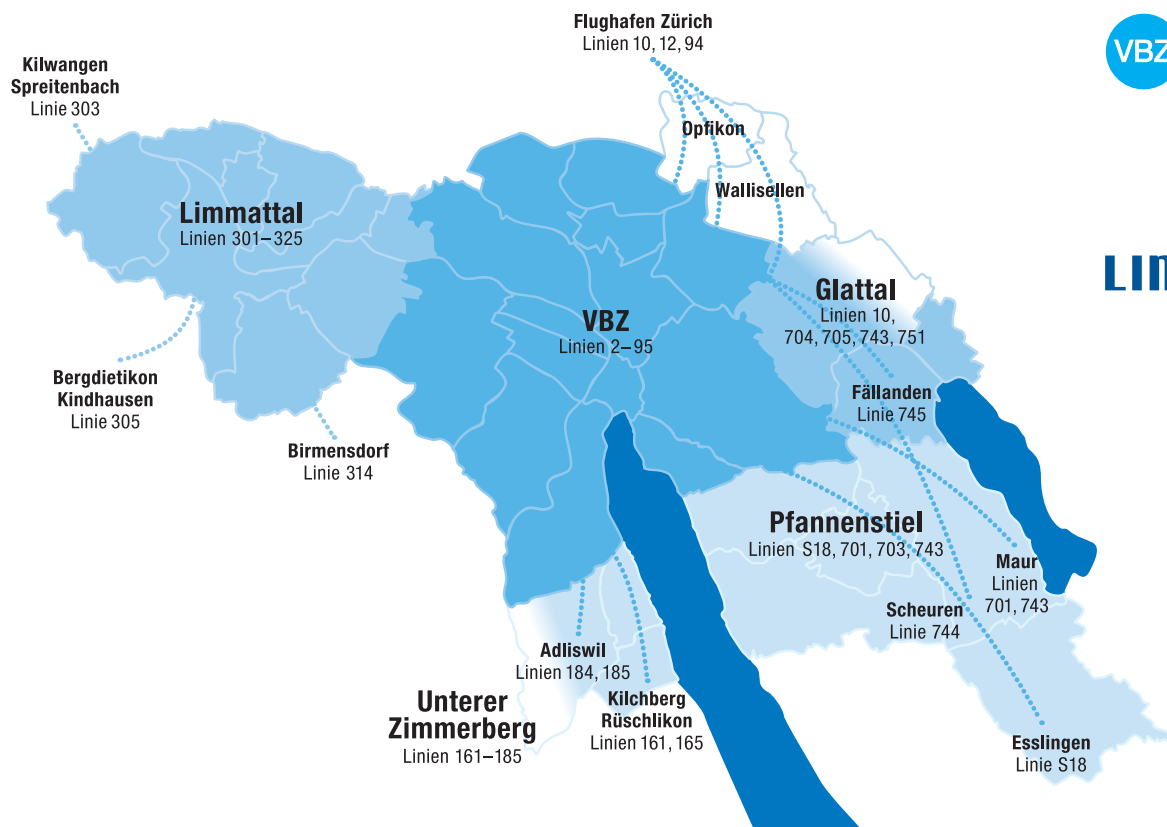 Flughafen Zürich
Linien 10, 12, 94
VBZ
Kilwangen
Spreitenbach
Linie 303
Opfikon
Wallisellen
Limmattal
Linien 301–325
Glattal
Linien 10,
704, 705, 743, 751
VBZ
Linien 2–95
Bergdietikon
Kindhausen
Linie 305
Fällanden
Linie 745
Birmensdorf
Linie 314
Pfannenstiel
Linien S18, 701, 703, 743
Maur
Linien
701, 743
Scheuren
Linie 744
Adliswil
Linien 184, 185
Unterer
Zimmerberg
Linien 161–185
Kilchberg
Rüschlikon
Linien 161, 165
Esslingen
Linie S18